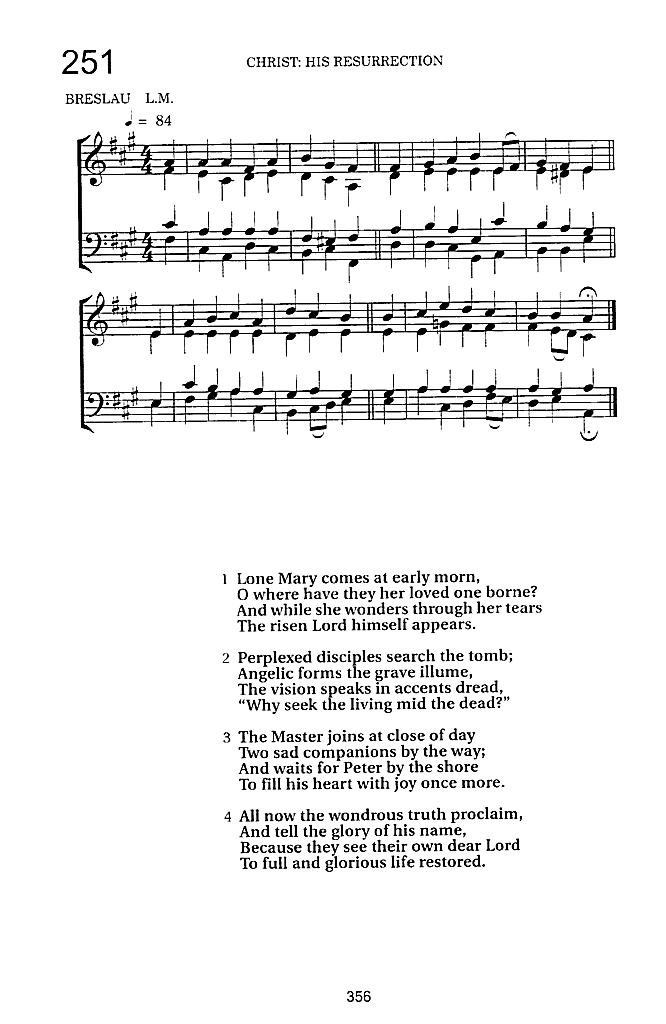 251
CHRIST: HIS RESURRECTION
BRESLAU L.M.
♩ = 84
1 Lone Mary comes at early morn,
O where have they her loved one borne?
And while she wonders through her tears
The risen Lord himself appears.
2 Perplexed disciples search the tomb;
Angelic forms the grave illume,
The vision speaks in accents dread,
“Why seek the living mid the dead?”
3 The Master joins at close of day
Two sad companions by the way;
And waits for Peter by the shore
To fill his heart with joy once more.
4 All now the wondrous truth proclaim,
And tell the glory of his name,
Because they see their own dear Lord
To full and glorious life restored.
356